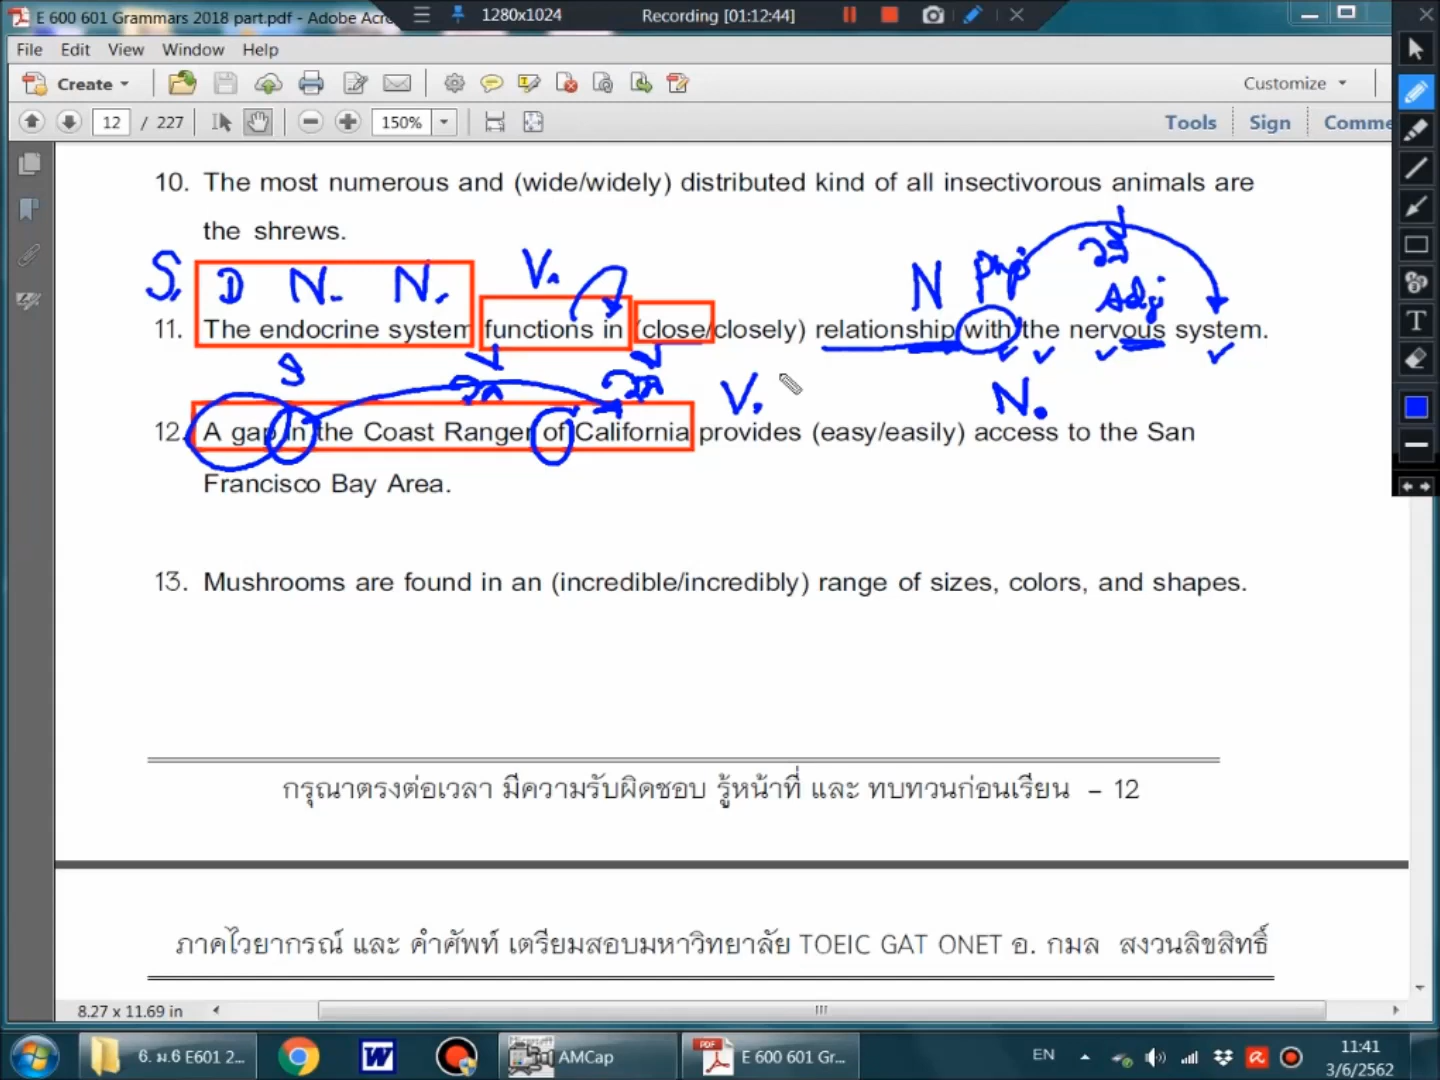 E 600 601 Grammars 2018 part.pdf - Adobe Acro
1280x1024
Recording [01:12:44]
File Edit View Window Help
Create
Customize
12 / 227
150%
Tools Sign Comme
10. The most numerous and (wide/widely) distributed kind of all insectivorous animals are
the shrews.
S. D N. N. V. N Prep
Adj
11. The endocrine system functions in (close/closely) relationship with the nervous system.
S V. N.
12. A gap in the Coast Ranger of California provides (easy/easily) access to the San
Francisco Bay Area.
13. Mushrooms are found in an (incredible/incredibly) range of sizes, colors, and shapes.
กรุณาตรงต่อเวลา มีความรับผิดชอบ รู้หน้าที่ และ ทบทวนก่อนเรียน – 12
ภาคไวยากรณ์ และ คำศัพท์ เตรียมสอบมหาวิทยาลัย TOEIC GAT ONET อ. กมล สงวนลิขสิทธิ์
8.27 x 11.69 in
6. ม.6 E601 2...
AMCap
E 600 601 Gr...
EN
11:41
3/6/2562